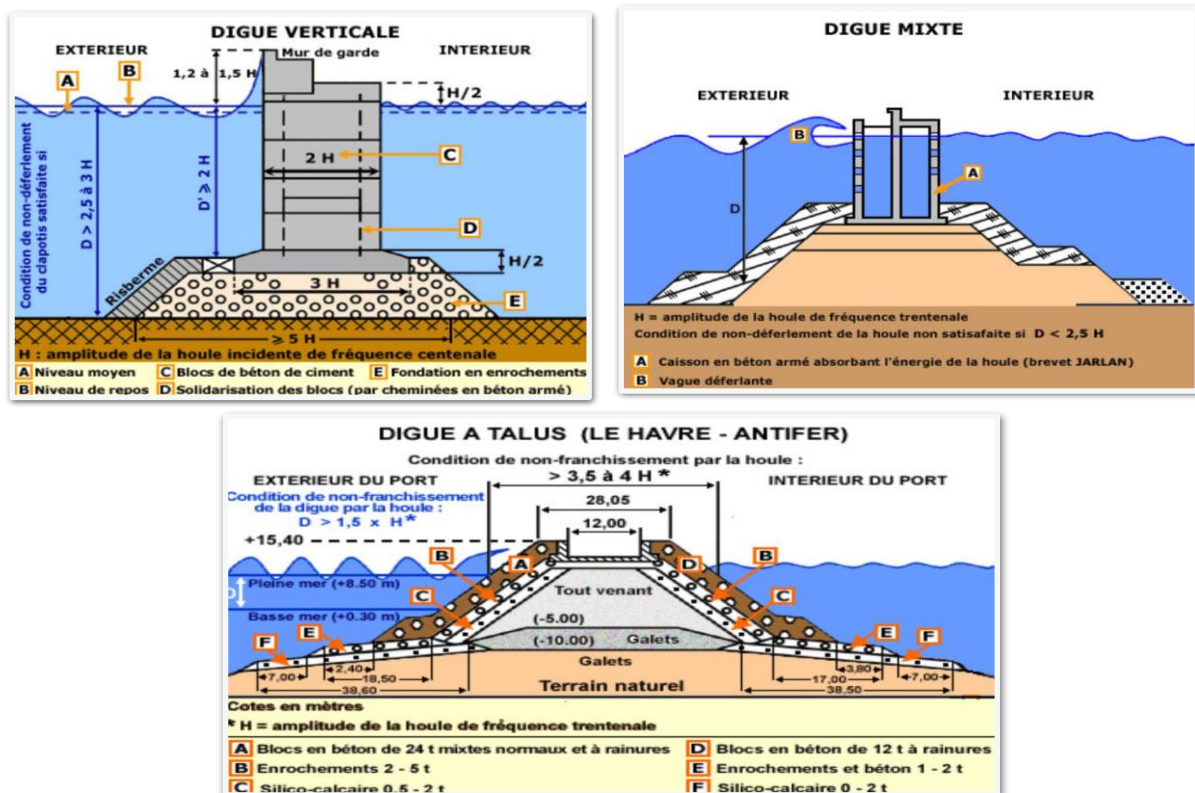 DIGUE VERTICALE
EXTERIEUR
INTERIEUR
Mur de garde
A
B
1,2 à 1,5 H
H/2
Condition de non-déferlement
du clapotis satisfaite si
D > 2,5 à 3 H
D' ⩾ 2 H
2 H
C
D
H/2
Risberme
3 H
E
⩾ 5 H
H : amplitude de la houle incidente de fréquence centenale
A Niveau moyen C Blocs de béton de ciment E Fondation en enrochements
B Niveau de repos D Solidarisation des blocs (par cheminées en béton armé)
DIGUE MIXTE
EXTERIEUR
INTERIEUR
B
A
D
H = amplitude de la houle de fréquence trentenale
Condition de non-déferlement de la houle non satisafaite si D < 2,5 H
A Caisson en béton armé absorbant l'énergie de la houle (brevet JARLAN)
B Vague déferlante
DIGUE A TALUS (LE HAVRE - ANTIFER)
Condition de non-franchissement par la houle :
EXTERIEUR DU PORT
> 3,5 à 4 H *
INTERIEUR DU PORT
Condition de non-franchissement
de la digue par la houle :
D > 1,5 x H*
28,05
12,00
+15,40
B
A
D
B
Pleine mer (+8.50 m)
D
C
Tout venant
C
Basse mer (+0.30 m)
(-5.00)
E
(-10.00) Galets
E
F
F
Galets
7,00
2,40
18,50
38,60
3,80
17,00
7,00
38,50
Terrain naturel
Cotes en mètres
* H = amplitude de la houle de fréquence trentenale
A Blocs en béton de 24 t mixtes normaux et à rainures D Blocs en béton de 12 t à rainures
B Enrochements 2 - 5 t E Enrochements et béton 1 - 2 t
C Silico-calcaire 0.5 - 2 t F Silico-calcaire 0 - 2 t